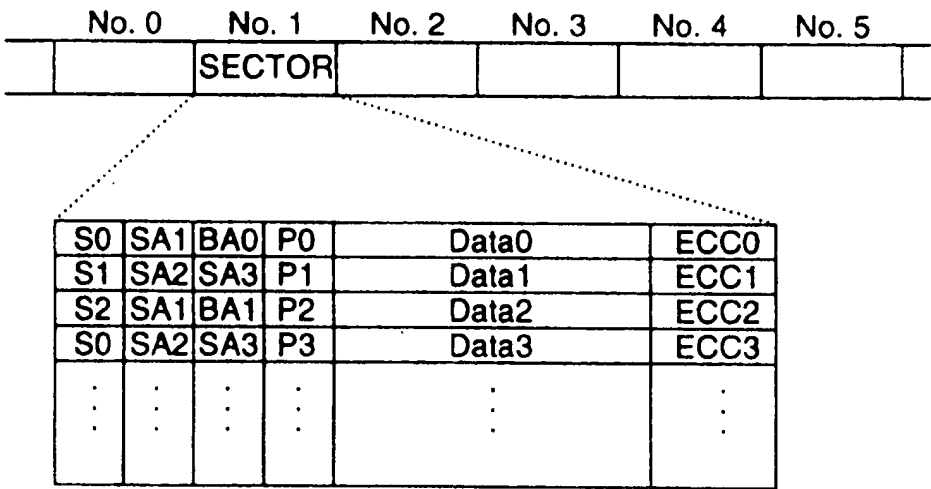 No. 0 No. 1 No. 2 No. 3 No. 4 No. 5
SECTOR
S0 SA1 BA0 P0 Data0 ECC0
S1 SA2 SA3 P1 Data1 ECC1
S2 SA1 BA1 P2 Data2 ECC2
S0 SA2 SA3 P3 Data3 ECC3